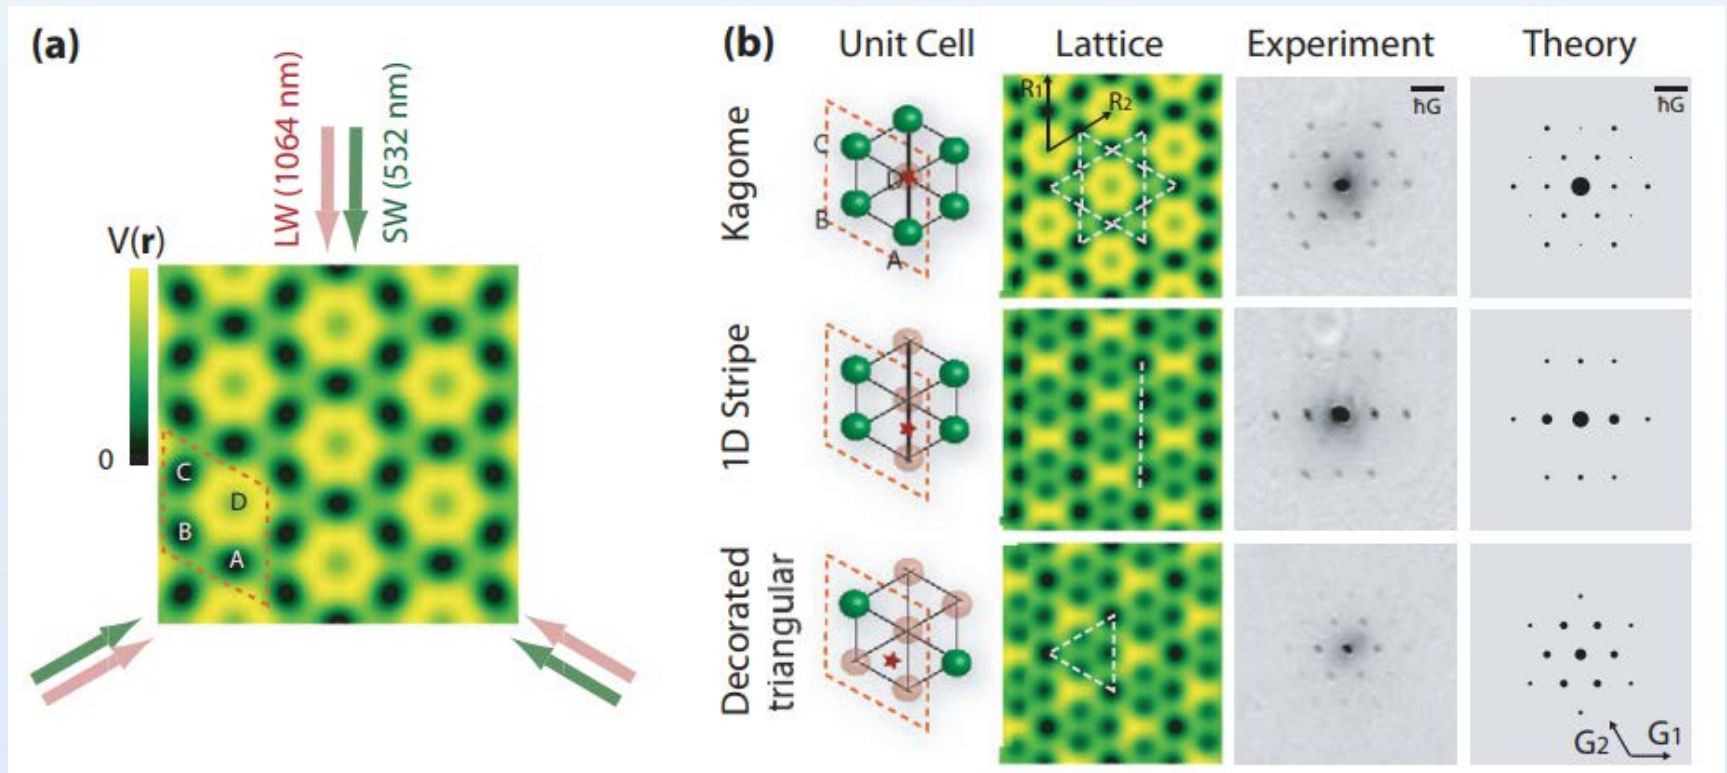 (a)
LW (1064 nm)
SW (532 nm)
V(r)
0
C
D
B
A
(b)
Unit Cell
Lattice
Experiment
Theory
Kagome
C
D
B
A
R1
R2
ħG
ħG
1D Stripe
Decorated
triangular
G2
G1